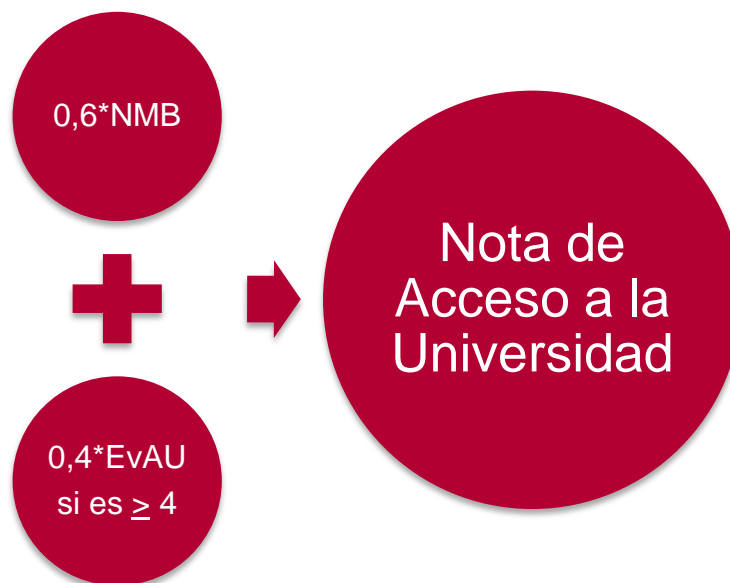 0,6*NMB
0,4*EvAU
si es ≥ 4
Nota de
Acceso a la
Universidad